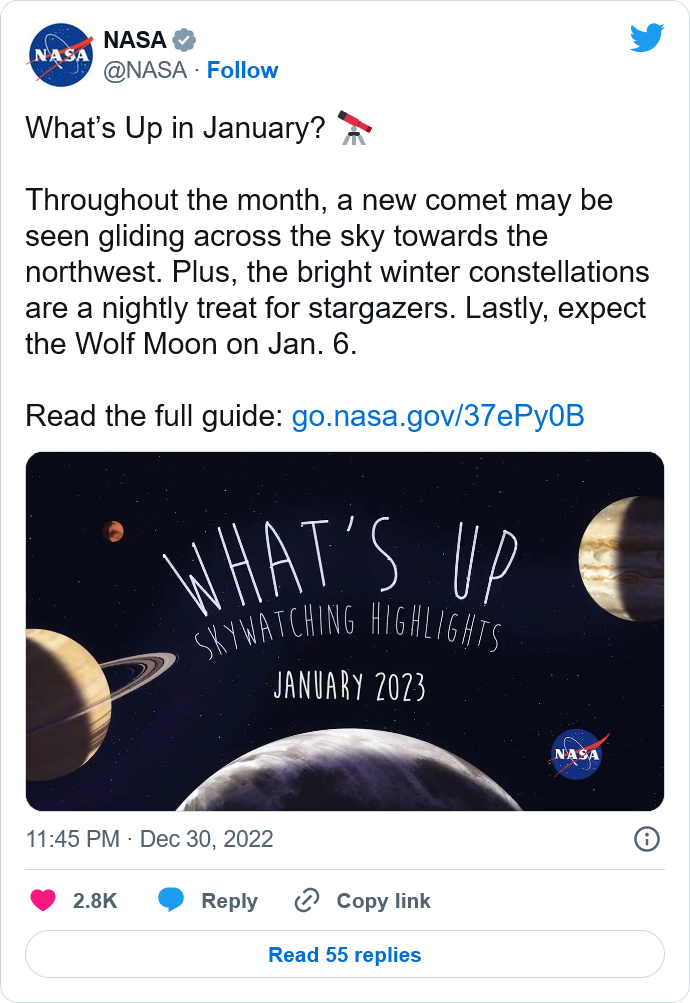 NASA
NASA
@NASA · Follow
What’s Up in January? 🔭
Throughout the month, a new comet may be
seen gliding across the sky towards the
northwest. Plus, the bright winter constellations
are a nightly treat for stargazers. Lastly, expect
the Wolf Moon on Jan. 6.
Read the full guide: go.nasa.gov/37ePy0B
WHAT'S UP
SKYWATCHING HIGHLIGHTS
JANUARY 2023
NASA
11:45 PM · Dec 30, 2022
2.8K Reply Copy link
Read 55 replies